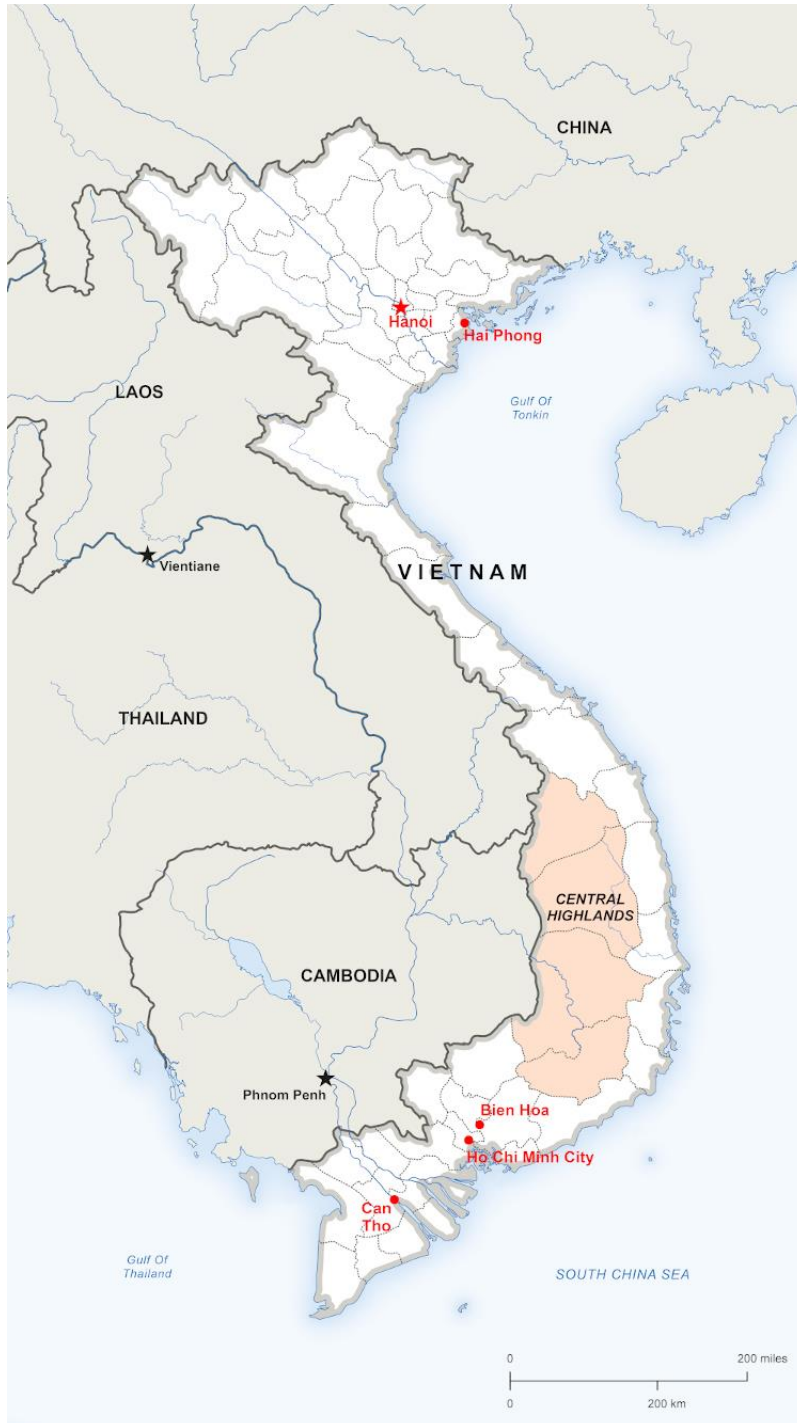 CHINA
Hanoi
Hai Phong
LAOS
Gulf Of
Tonkin
Vientiane
VIETNAM
THAILAND
CENTRAL
HIGHLANDS
CAMBODIA
Phnom Penh
Bien Hoa
Ho Chi Minh City
Can
Tho
Gulf Of
Thailand
SOUTH CHINA SEA
0
200 miles
0
200 km